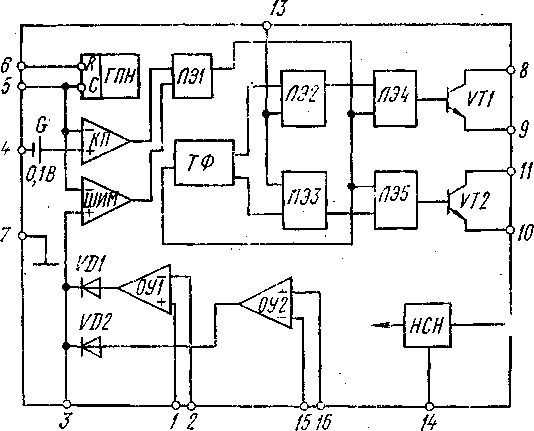 13
6
R
ГПН
5
C
ПЭ1
8
ПЭ2
ПЭ4
VT1
G
4
КП
9
0,1В
ТФ
11
ШИМ
ПЭ3
ПЭ5
VT2
7
10
VD1
ОУ1
VD2
ОУ2
НСН
3
1
2
15
16
14